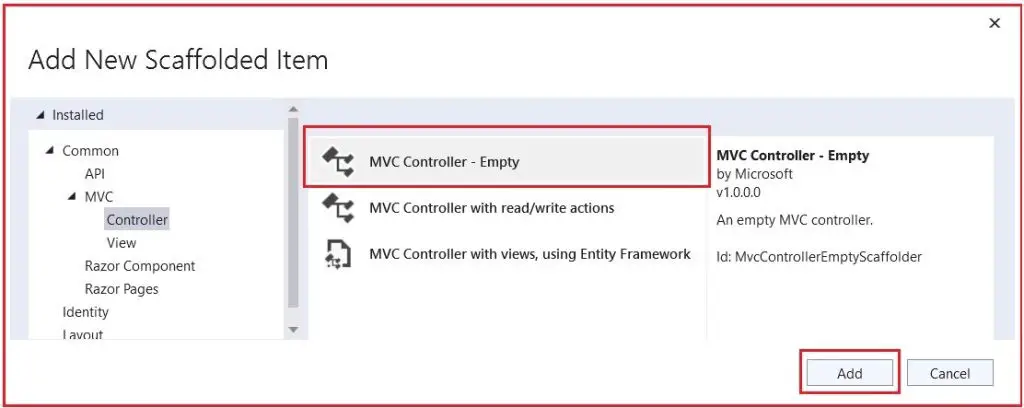 Add New Scaffolded Item
Installed
Common
API
MVC
Controller
View
Razor Component
Razor Pages
Identity
Layout
MVC Controller - Empty
MVC Controller with read/write actions
MVC Controller with views, using Entity Framework
MVC Controller - Empty
by Microsoft
v1.0.0.0
An empty MVC controller.
Id: MvcControllerEmptyScaffolder
Add
Cancel